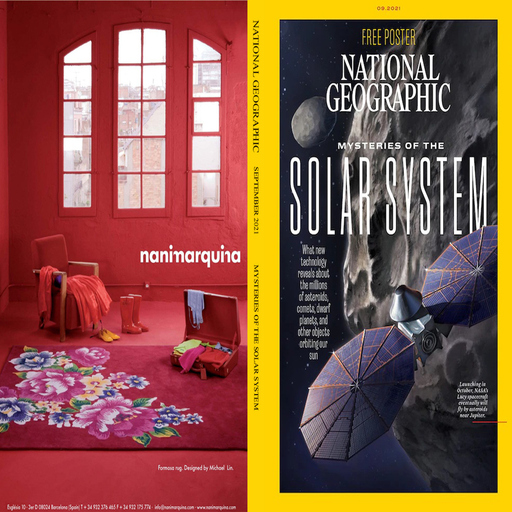 nanimarquina
Formosa rug. Designed by Michael Lin.
Església 10 · 3er D 08024 Barcelona (Spain) T + 34 932 376 465 F + 34 932 175 774 · info@nanimarquina.com · www.nanimarquina.com
NATIONAL GEOGRAPHIC
SEPTEMBER 2021
MYSTERIES OF THE SOLAR SYSTEM
09.2021
FREE POSTER
NATIONAL
GEOGRAPHIC
MYSTERIES OF THE
SOLAR SYSTEM
What new
technology
reveals about
the millions
of asteroids,
comets, dwarf
planets, and
other objects
orbiting our
sun
Launching in
October, NASA's
Lucy spacecraft
eventually will
fly by asteroids
near Jupiter.